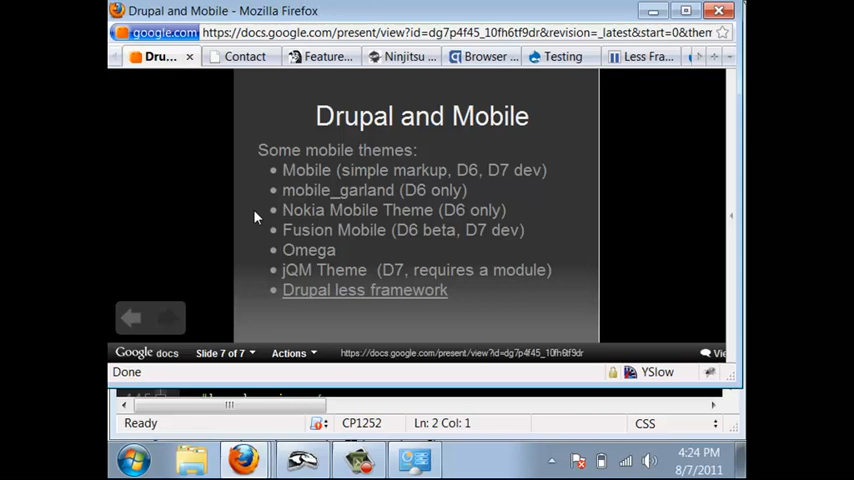 Drupal and Mobile - Mozilla Firefox
google.com https://docs.google.com/present/view?id=dg7p4f45_10fh6t9f9dr&revision=_latest&start=0&them
Dru... Contact Feature... Ninjitsu ... Browser ... Testing Less Fra
Drupal and Mobile
Some mobile themes:
Mobile (simple markup, D6, D7 dev)
mobile_garland (D6 only)
Nokia Mobile Theme (D6 only)
Fusion Mobile (D6 beta, D7 dev)
Omega
jQM Theme (D7, requires a module)
Drupal less framework
Google docs Slide 7 of 7 Actions https://docs.google.com/present/view?id=dg7p4f45_10fh6t9f9dr Vie
Done YSlow
Ready CP1252 Ln: 2 Col: 1 CSS
4:24 PM
8/7/2011